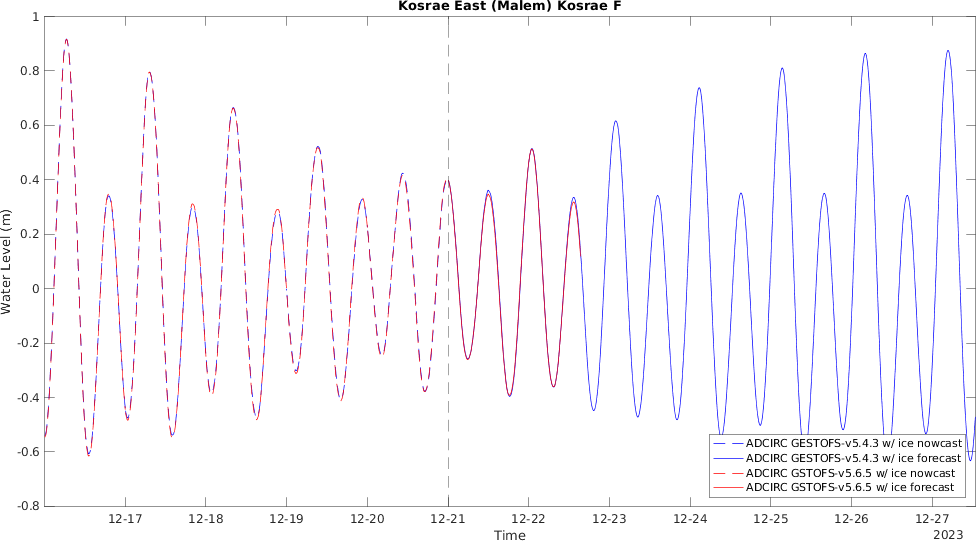 Kosrae East (Malem) Kosrae F
Water Level (m)
1
0.8
0.6
0.4
0.2
0
-0.2
-0.4
-0.6
-0.8
ADCIRC GESTOFS-v5.4.3 w/ ice nowcast
ADCIRC GESTOFS-v5.4.3 w/ ice forecast
ADCIRC GSTOFS-v5.6.5 w/ ice nowcast
ADCIRC GSTOFS-v5.6.5 w/ ice forecast
12-17 12-18 12-19 12-20 12-21 12-22 12-23 12-24 12-25 12-26 12-27
Time
2023